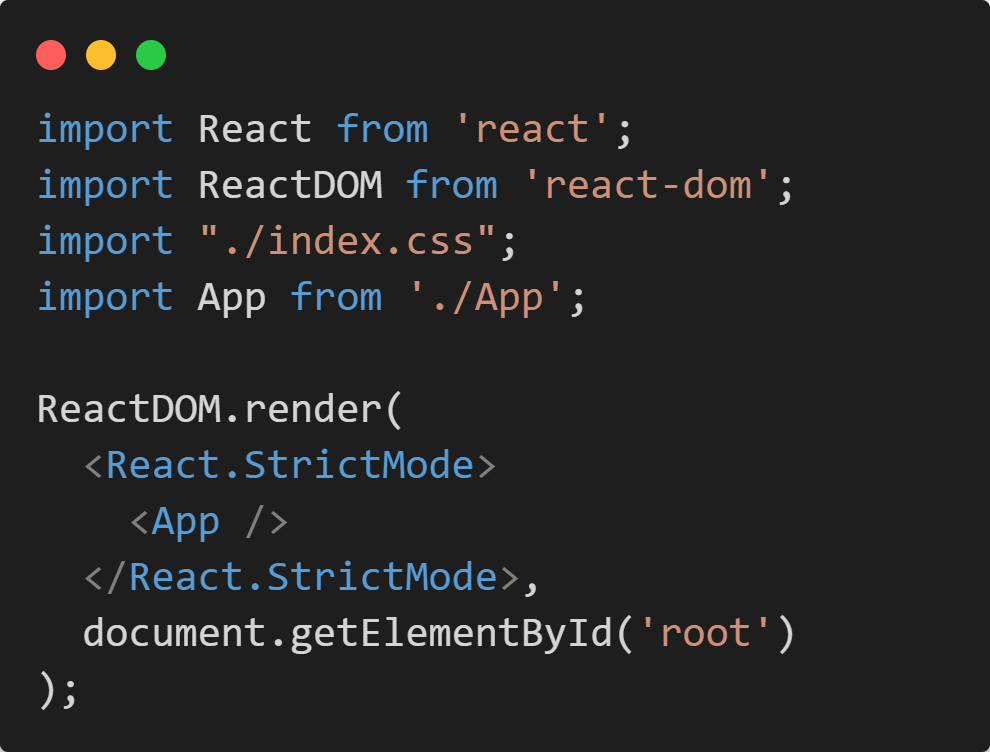 import React from 'react';
import ReactDOM from 'react-dom';
import "./index.css";
import App from './App';

ReactDOM.render(
  <React.StrictMode>
    <App />
  </React.StrictMode>,
  document.getElementById('root')
);